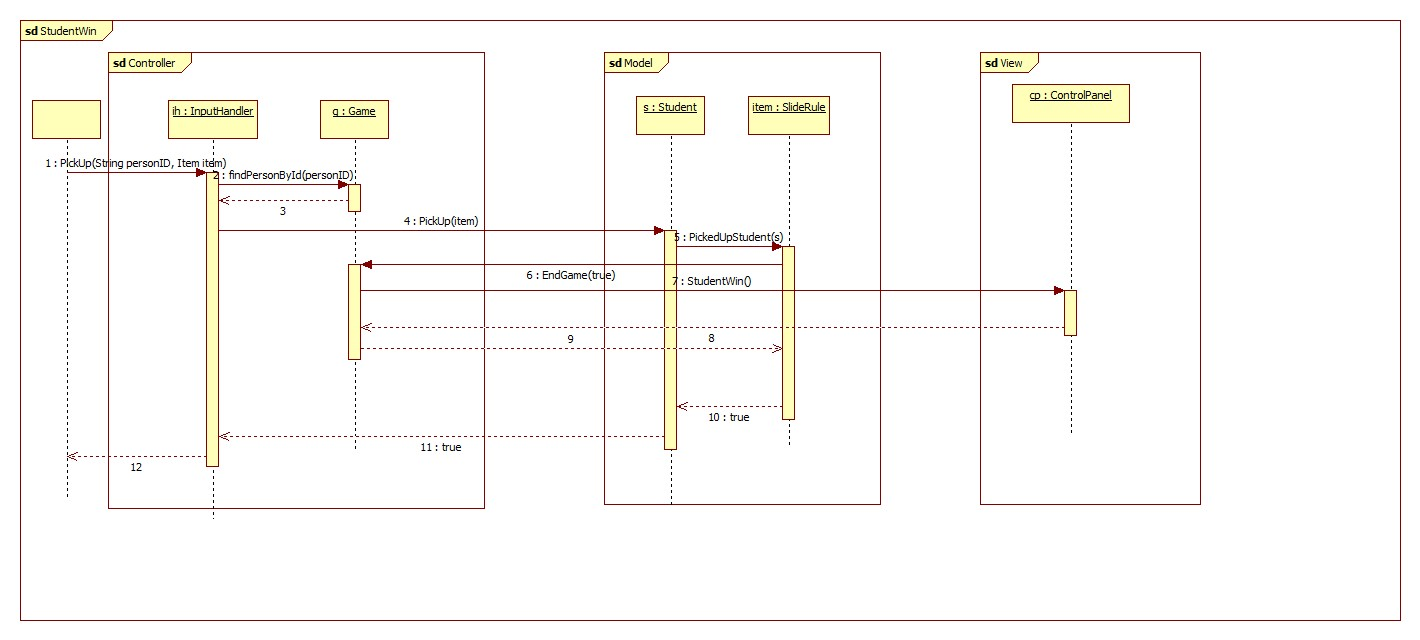 sd StudentWin
sd Controller
sd Model
sd View
cp : ControlPanel
ih : InputHandler
g : Game
s : Student
item : SlideRule
1 : PickUp(String personID, Item item)
2 : findPersonById(personID)
3
4 : PickUp(item)
5 : PickedUpStudent(s)
6 : EndGame(true)
7 : StudentWin()
9
8
10 : true
11 : true
12